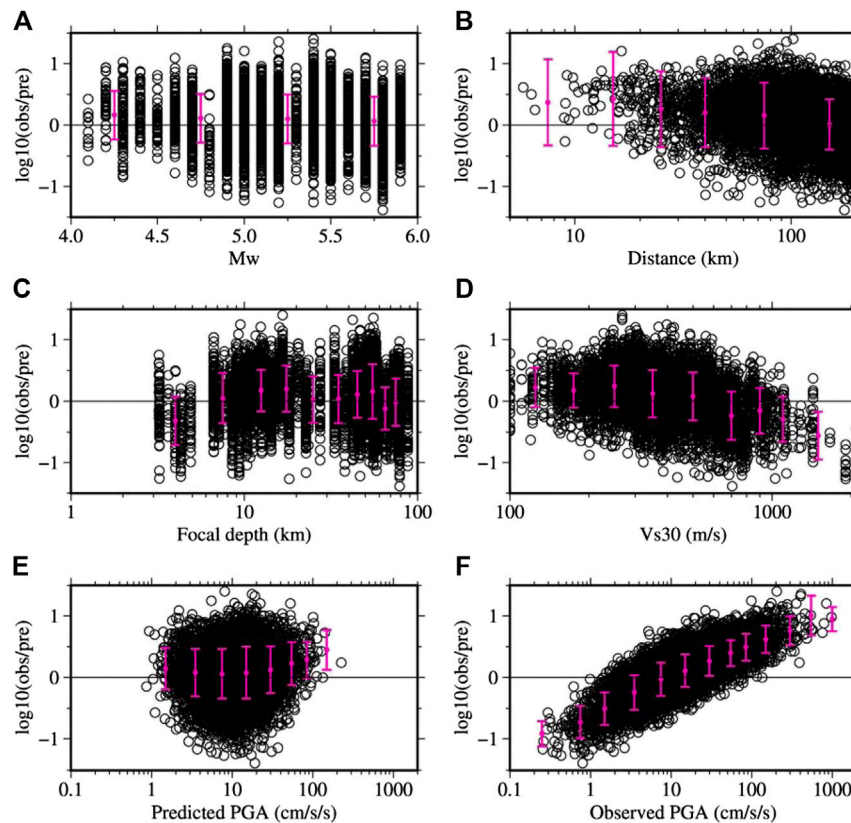 A
log10(obs/pre)
1
0
−1
4.0 4.5 5.0 5.5 6.0
Mw
B
log10(obs/pre)
1
0
−1
10 100
Distance (km)
C
log10(obs/pre)
1
0
−1
1 10 100
Focal depth (km)
D
log10(obs/pre)
1
0
−1
100 1000
Vs30 (m/s)
E
log10(obs/pre)
1
0
−1
0.1 1 10 100 1000
Predicted PGA (cm/s/s)
F
log10(obs/pre)
1
0
−1
0.1 1 10 100 1000
Observed PGA (cm/s/s)